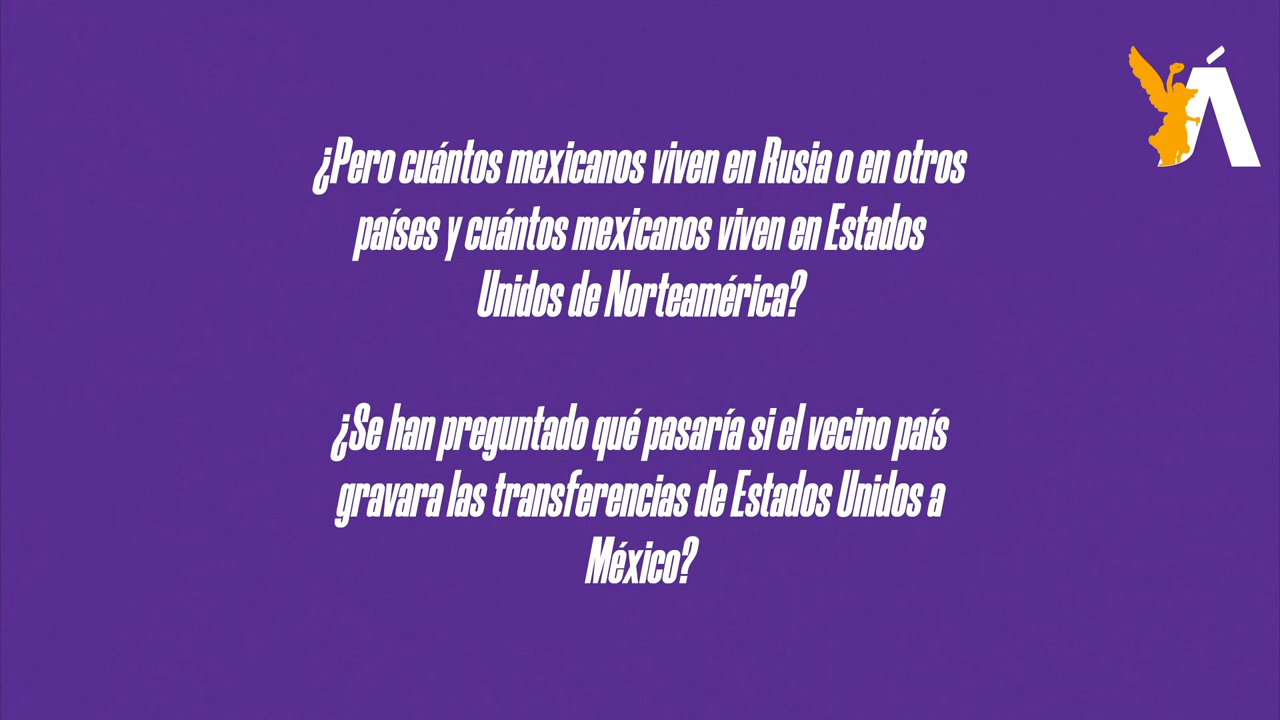 Á
¿Pero cuántos mexicanos viven en Rusia o en otros
países y cuántos mexicanos viven en Estados
Unidos de Norteamérica?
¿Se han preguntado qué pasaría si el vecino país
gravara las transferencias de Estados Unidos a
México?